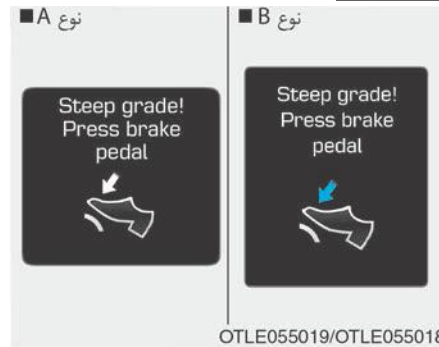 ■ A نوع
Steep grade!
Press brake
pedal
■ B نوع
Steep grade!
Press brake
pedal
OTLE055019/OTLE055018